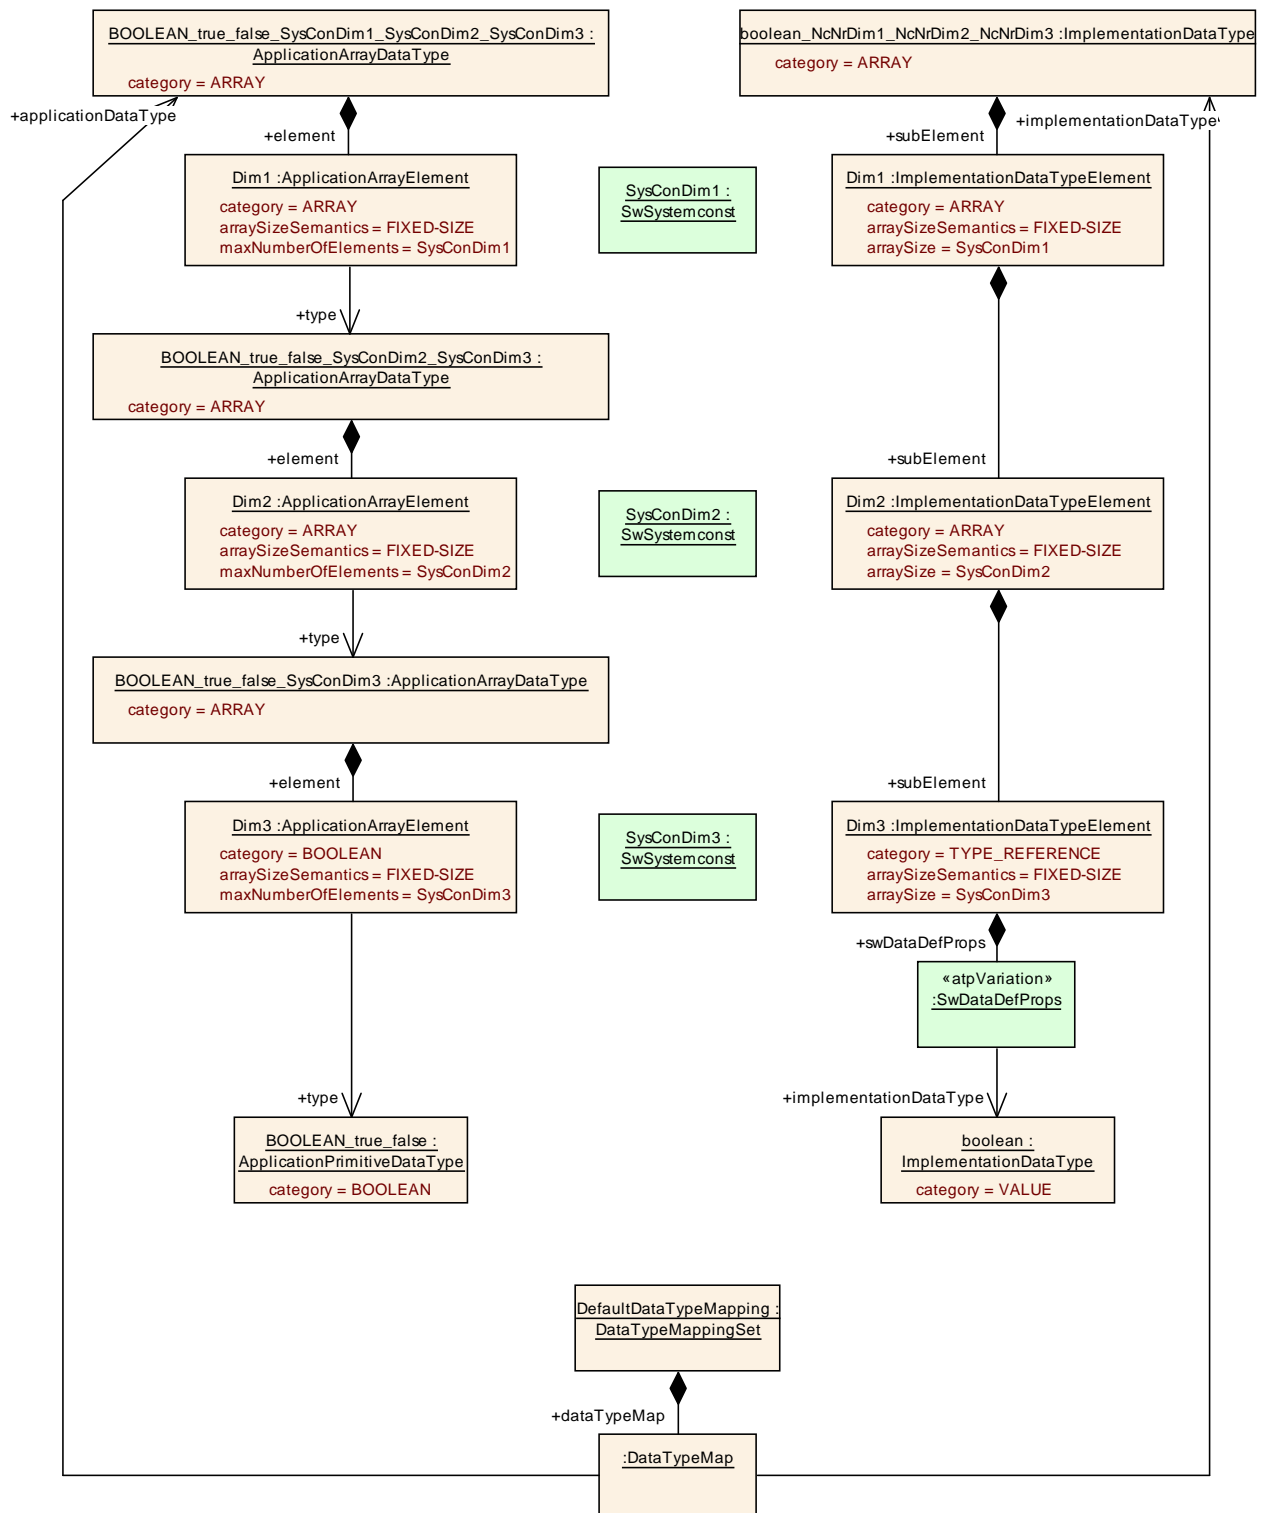 BOOLEAN_true_false_SysConDim1_SysConDim2_SysConDim3 :
ApplicationArrayDataType
category = ARRAY
boolean_NcNrDim1_NcNrDim2_NcNrDim3 :ImplementationDataType
category = ARRAY
+applicationDataType
+element
+subElement
+implementationDataType
Dim1 :ApplicationArrayElement
category = ARRAY
arraySizeSemantics = FIXED-SIZE
maxNumberOfElements = SysConDim1
SysConDim1 :
SwSystemconst
Dim1 :ImplementationDataTypeElement
category = ARRAY
arraySizeSemantics = FIXED-SIZE
arraySize = SysConDim1
+type
BOOLEAN_true_false_SysConDim2_SysConDim3 :
ApplicationArrayDataType
category = ARRAY
+element
+subElement
Dim2 :ApplicationArrayElement
category = ARRAY
arraySizeSemantics = FIXED-SIZE
maxNumberOfElements = SysConDim2
SysConDim2 :
SwSystemconst
Dim2 :ImplementationDataTypeElement
category = ARRAY
arraySizeSemantics = FIXED-SIZE
arraySize = SysConDim2
+type
BOOLEAN_true_false_SysConDim3 :ApplicationArrayDataType
category = ARRAY
+element
+subElement
Dim3 :ApplicationArrayElement
category = BOOLEAN
arraySizeSemantics = FIXED-SIZE
maxNumberOfElements = SysConDim3
SysConDim3 :
SwSystemconst
Dim3 :ImplementationDataTypeElement
category = TYPE_REFERENCE
arraySizeSemantics = FIXED-SIZE
arraySize = SysConDim3
+swDataDefProps
«atpVariation»
:SwDataDefProps
+type
+implementationDataType
BOOLEAN_true_false :
ApplicationPrimitiveDataType
category = BOOLEAN
boolean :
ImplementationDataType
category = VALUE
DefaultDataTypeMapping :
DataTypeMappingSet
+dataTypeMap
:DataTypeMap